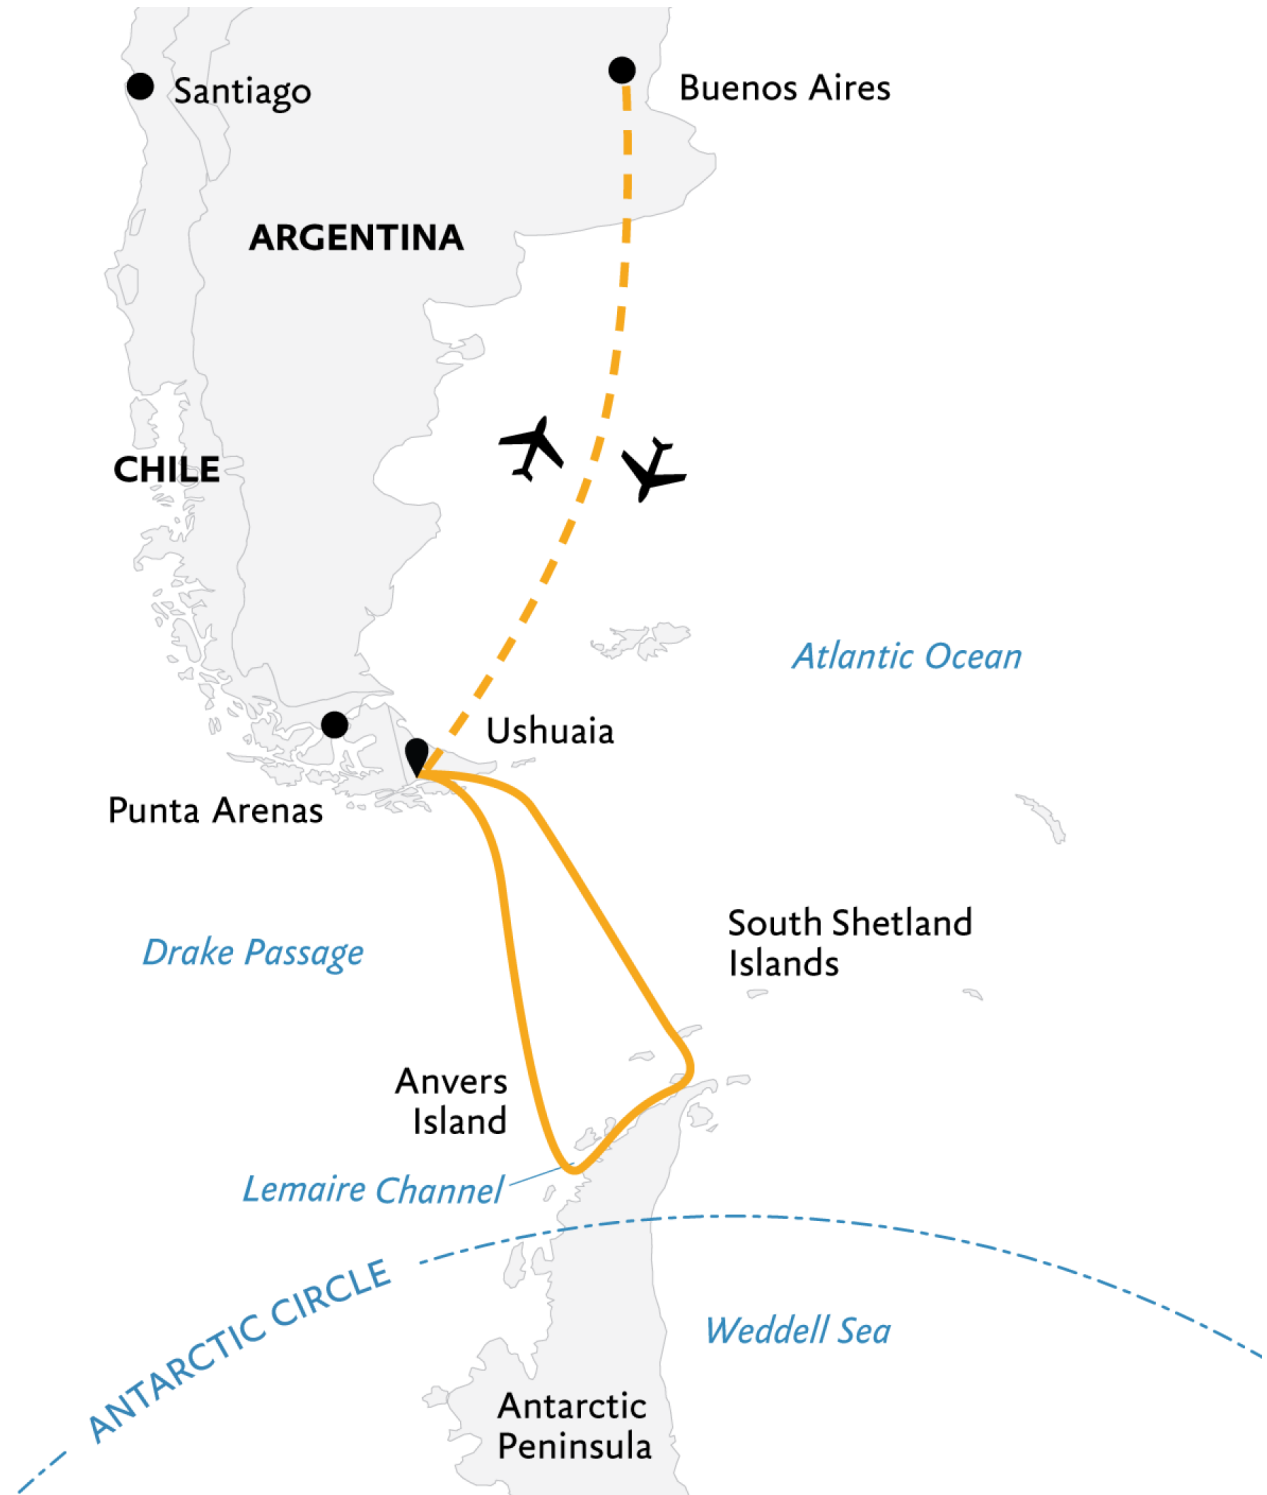 Santiago
Buenos Aires
ARGENTINA
CHILE
Atlantic Ocean
Ushuaia
Punta Arenas
South Shetland
Islands
Drake Passage
Anvers
Island
Lemaire Channel
ANTARCTIC CIRCLE
Weddell Sea
Antarctic
Peninsula